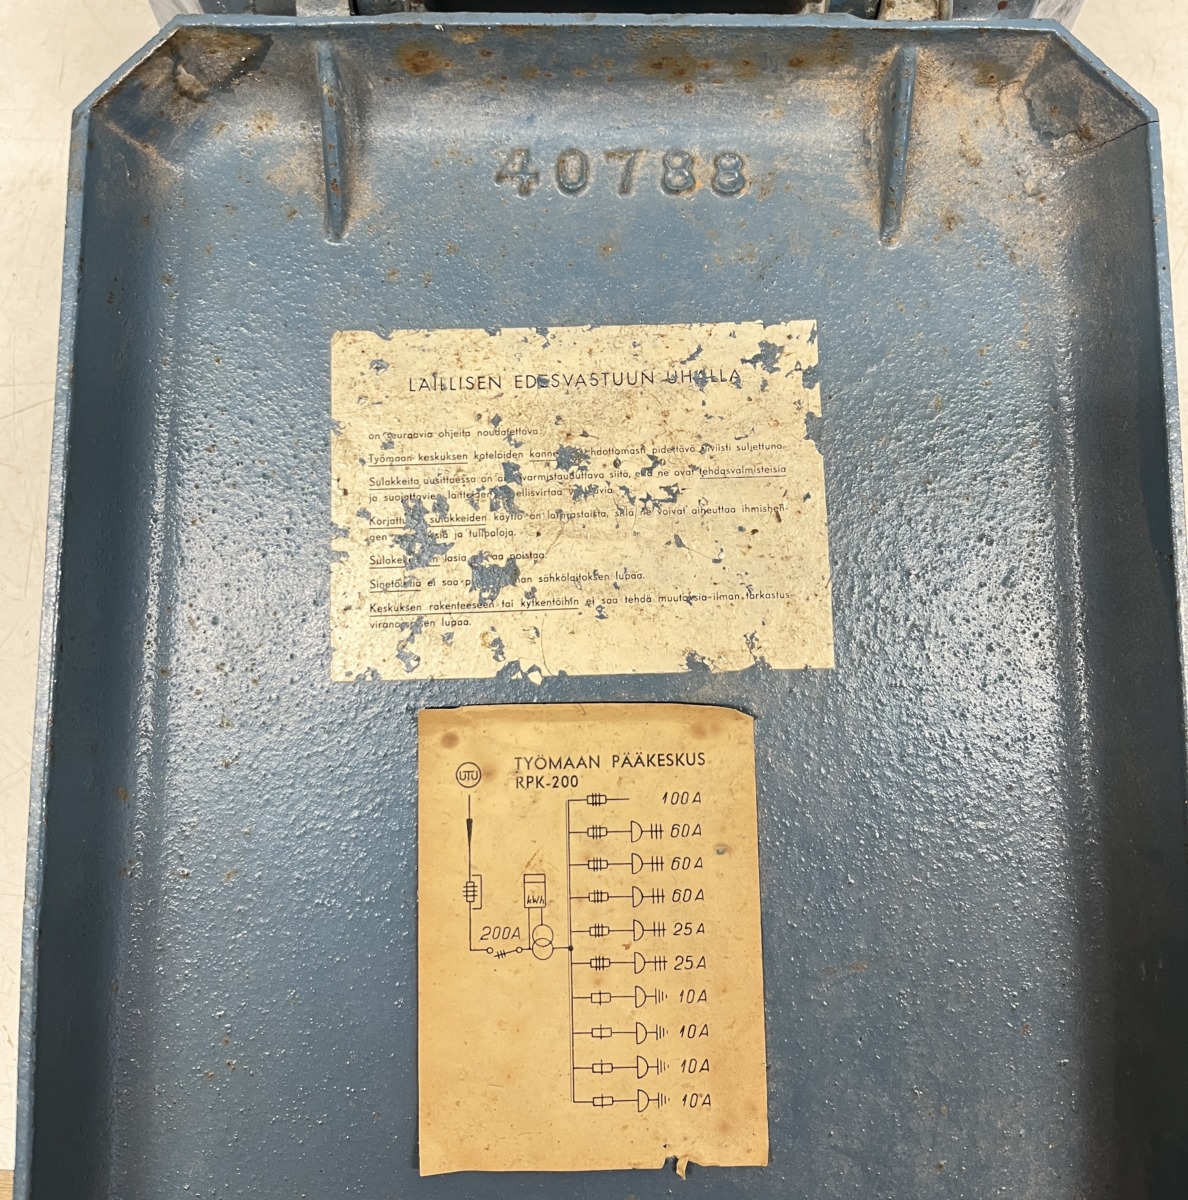 40788
LAILLISEN EDESVASTUUN UHALLA
on seuraavia ohjeita noudatettava:
Työmaan keskuksen koteloiden pidettävä suljettuna.
Sulakkeita uusittaessa on varmistauduttava siitä, että ne ovat tehdasvalmisteisia
ja suojattavien laitteiden
Korjattujen sulakkeiden käyttö on sillä ne voivat aiheuttaa ihmishen-
gen ja tulipaloja.
lasia poistaa.
ei saa sähkölaitoksen lupaa.
Keskuksen rakenteeseen tai kytkentöihin ei saa tehdä muutoksia ilman tarkastus-
viranomaisen lupaa.
UTU
TYÖMAAN PÄÄKESKUS
RPK-200
100A
60A
60A
60A
kWh
200A
25A
25A
10A
10A
10A
10A